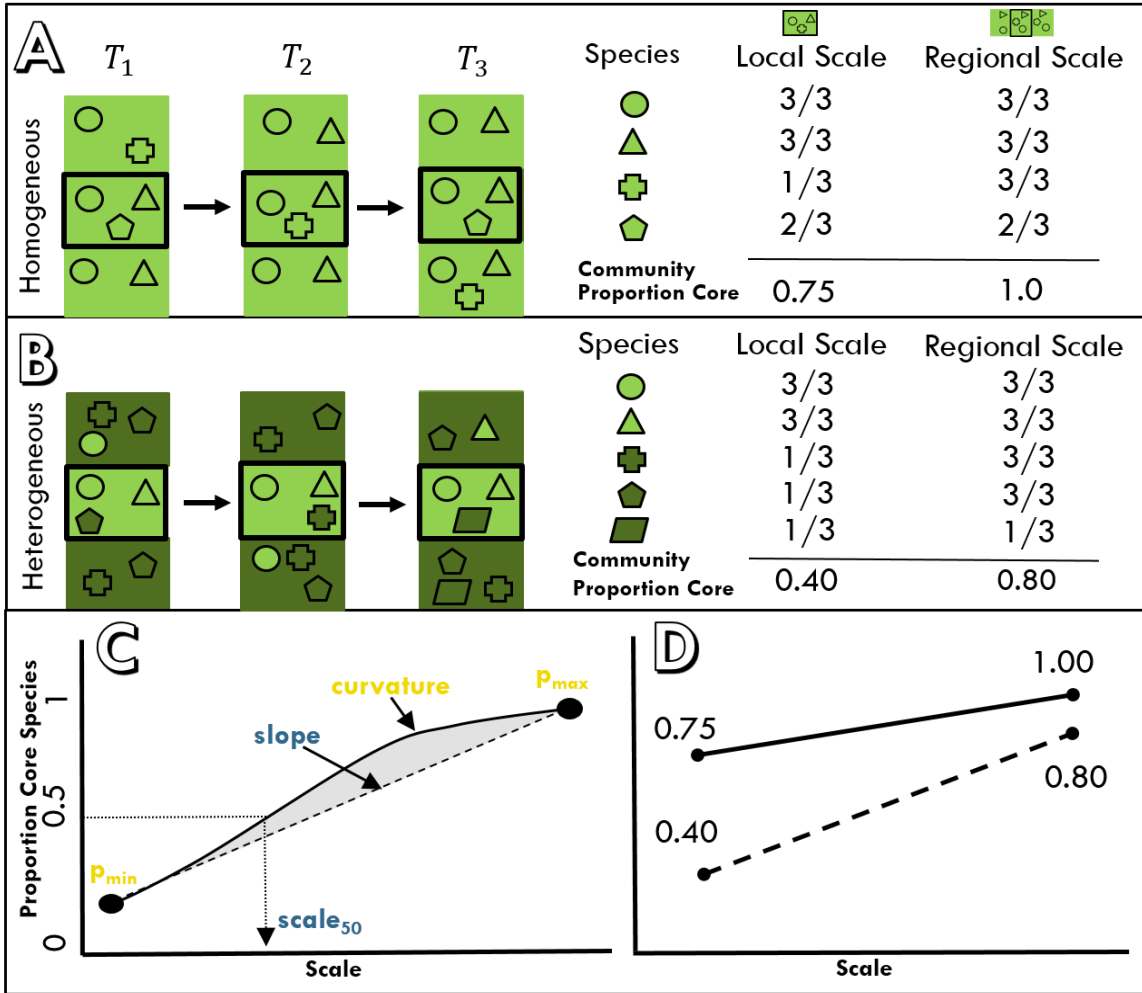 A
T₁ T₂ T₃
Species Local Scale Regional Scale
Homogeneous
3/3 3/3
3/3 3/3
1/3 3/3
2/3 2/3
Community
Proportion Core 0.75 1.0
B
Species Local Scale Regional Scale
Heterogeneous
3/3 3/3
3/3 3/3
1/3 3/3
1/3 3/3
1/3 1/3
Community
Proportion Core 0.40 0.80
C
Proportion Core Species
1
0.5
0
curvature
pmax
slope
pmin
scale50
Scale
D
1.00
0.75
0.80
0.40
Scale